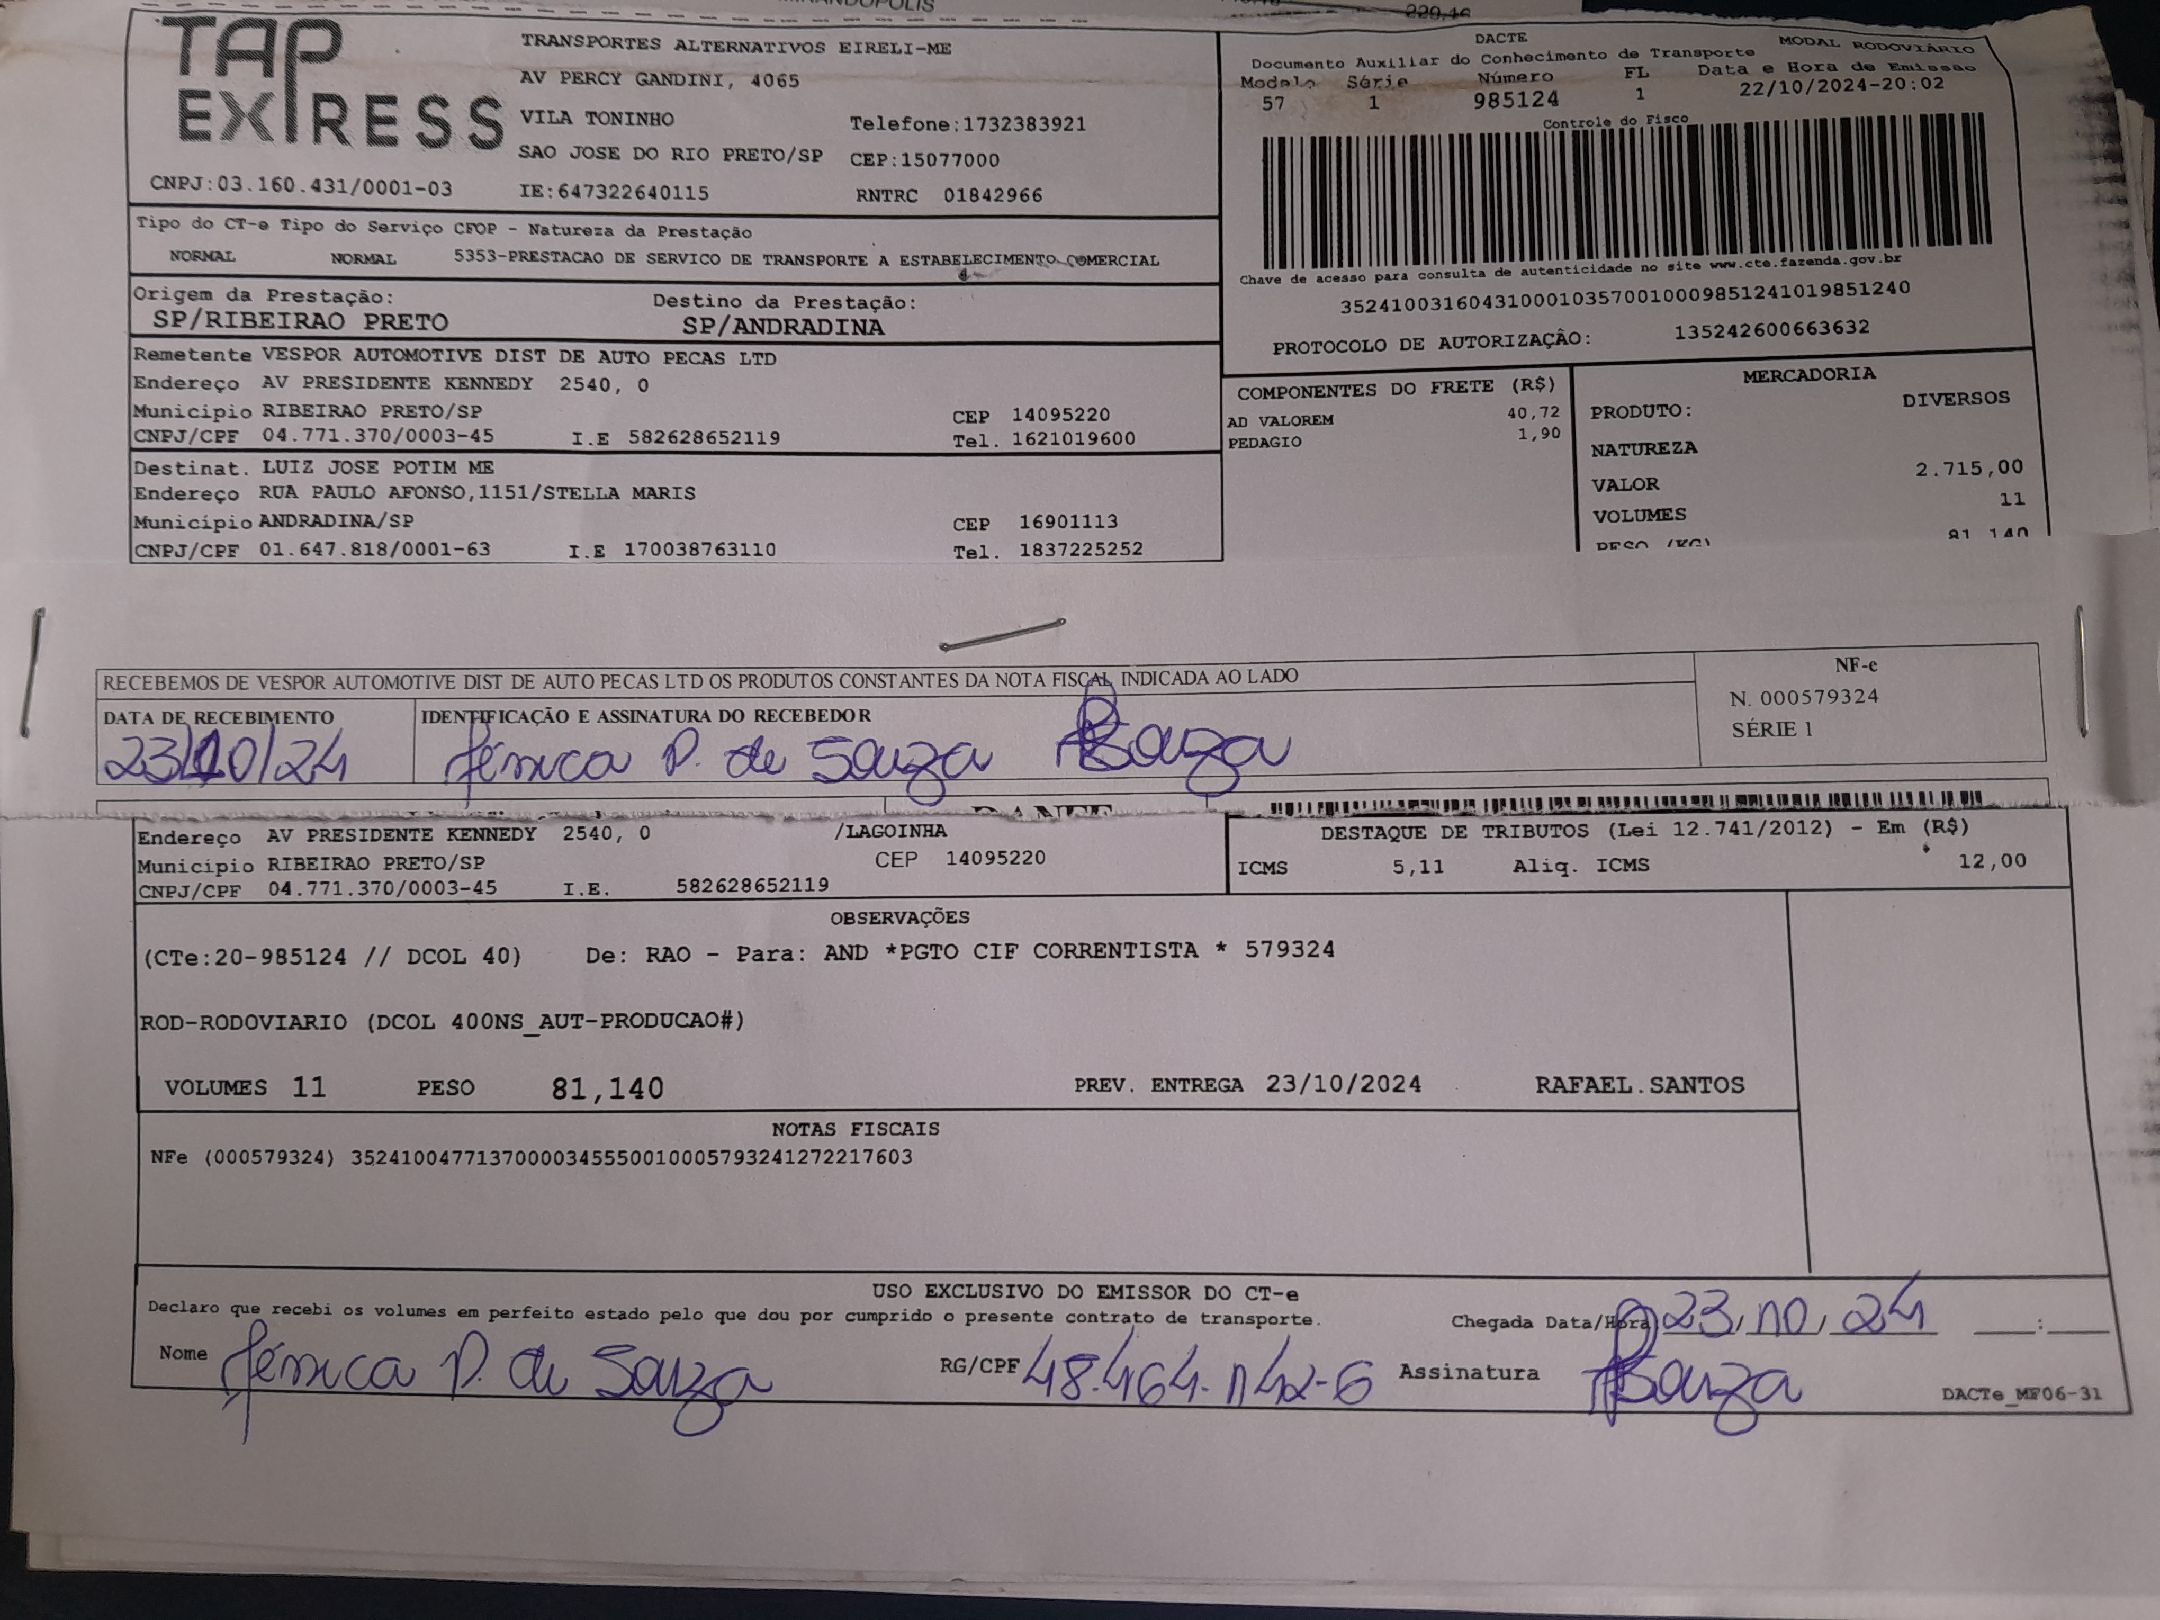 TAP
EXPRESS
TRANSPORTES ALTERNATIVOS EIRELI-ME
AV PERCY GANDINI, 4065
VILA TONINHO Telefone:1732383921
SAO JOSE DO RIO PRETO/SP CEP:15077000
CNPJ:03.160.431/0001-03 IE:647322640115 RNTRC 01842966
DACTE MODAL RODOVIÁRIO
Documento Auxiliar do Conhecimento de Transporte
Modelo Série Número FL Data e Hora de Emissão
57 1 985124 1 22/10/2024-20:02
Controle do Fisco
Chave de acesso para consulta de autenticidade no site www.cte.fazenda.gov.br
35241003160431000103570010009851241019851240
PROTOCOLO DE AUTORIZAÇÃO: 135242600663632
Tipo do CT-e Tipo do Serviço CFOP - Natureza da Prestação
NORMAL NORMAL 5353-PRESTACAO DE SERVICO DE TRANSPORTE A ESTABELECIMENTO COMERCIAL
Origem da Prestação: Destino da Prestação:
SP/RIBEIRAO PRETO SP/ANDRADINA
Remetente VESPOR AUTOMOTIVE DIST DE AUTO PECAS LTD
Endereço AV PRESIDENTE KENNEDY 2540, 0
Município RIBEIRAO PRETO/SP CEP 14095220
CNPJ/CPF 04.771.370/0003-45 I.E 582628652119 Tel. 1621019600
Destinat. LUIZ JOSE POTIM ME
Endereço RUA PAULO AFONSO,1151/STELLA MARIS
Município ANDRADINA/SP CEP 16901113
CNPJ/CPF 01.647.818/0001-63 I.E 170038763110 Tel. 1837225252
COMPONENTES DO FRETE (R$)
AD VALOREM 40,72
PEDAGIO 1,90
MERCADORIA
PRODUTO: DIVERSOS
NATUREZA
VALOR 2.715,00
VOLUMES 11
PESO (KG) 81,140
RECEBEMOS DE VESPOR AUTOMOTIVE DIST DE AUTO PECAS LTD OS PRODUTOS CONSTANTES DA NOTA FISCAL INDICADA AO LADO
DATA DE RECEBIMENTO IDENTIFICAÇÃO E ASSINATURA DO RECEBEDOR
23/10/24 Jéssica P. de Souza PSouza
NF-e
N. 000579324
SÉRIE 1
DANFE
Endereço AV PRESIDENTE KENNEDY 2540, 0 /LAGOINHA
Município RIBEIRAO PRETO/SP CEP 14095220
CNPJ/CPF 04.771.370/0003-45 I.E. 582628652119
DESTAQUE DE TRIBUTOS (Lei 12.741/2012) - Em (R$)
ICMS 5,11 Aliq. ICMS 12,00
OBSERVAÇÕES
(CTe:20-985124 // DCOL 40) De: RAO - Para: AND *PGTO CIF CORRENTISTA * 579324
ROD-RODOVIARIO (DCOL 400NS_AUT-PRODUCAO#)
VOLUMES 11 PESO 81,140 PREV. ENTREGA 23/10/2024 RAFAEL.SANTOS
NOTAS FISCAIS
NFe (000579324) 35241004771370000345550010005793241272217603
USO EXCLUSIVO DO EMISSOR DO CT-e
Declaro que recebi os volumes em perfeito estado pelo que dou por cumprido o presente contrato de transporte.
Chegada Data/Hora 23/10/24 :
Nome Jéssica P. de Souza RG/CPF 48.464.142-6 Assinatura PSouza
DACTe_MF06-31